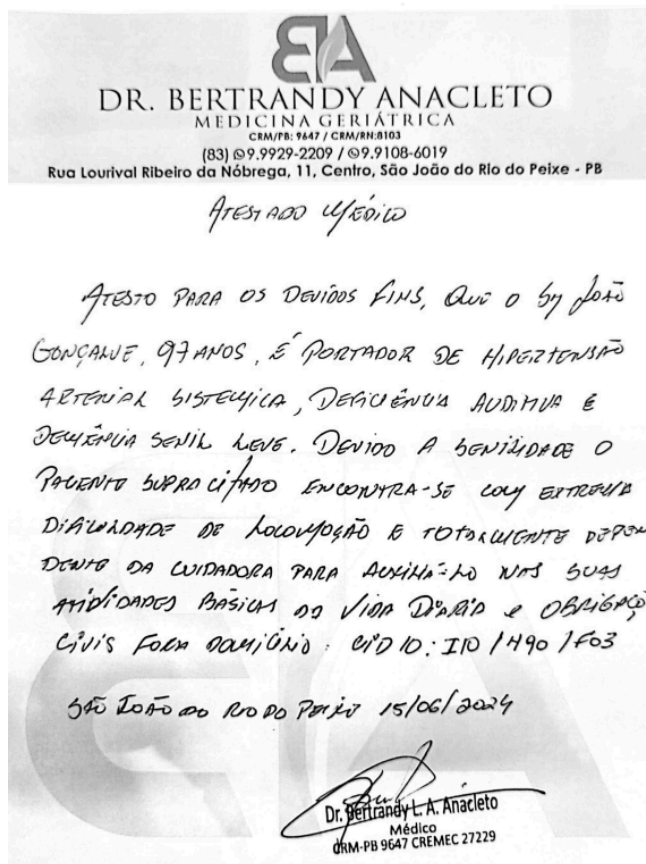 DR. BERTRANDY ANACLETO
MEDICINA GERIÁTRICA
CRM/PB: 9647 / CRM/RN:8103
(83) 9.9929-2209 / 9.9108-6019
Rua Lourival Ribeiro da Nóbrega, 11, Centro, São João do Rio do Peixe - PB
ATESTADO MÉDICO
ATESTO PARA OS DEVIDOS FINS, QUE O SR JOÃO
GONÇALVE, 97 ANOS, É PORTADOR DE HIPERTENSÃO
ARTERIAL SISTEMICA, DEFICIÊNCIA AUDITIVA E
DEMÊNCIA SENIL LEVE. DEVIDO A SENILIDADE O
PACIENTE SUPRA CITADO ENCONTRA-SE COM EXTREMA
DIFICULDADE DE LOCOMOÇÃO E TOTALMENTE DEPEN
DENTE DA CUIDADORA PARA AUXILIÁ-LO NAS SUAS
ATIVIDADES BÁSICAS DA VIDA DIÁRIA e OBRIGAÇÕ
CIVIS FORA DOMICÍLIO. CID 10: I10 / H90 / F03
SÃO JOÃO DO RIO DO PEIXE 15/06/2024
Dr. Bertrandy L. A. Anacleto
Médico
CRM-PB 9647 CREMEC 27229